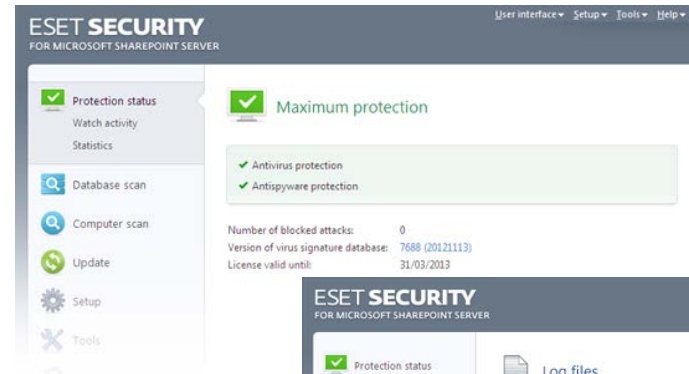 ESET SECURITY
FOR MICROSOFT SHAREPOINT SERVER
User interface Setup Tools Help
Protection status
Watch activity
Statistics
Database scan
Computer scan
Update
Setup
Tools
Maximum protection
Antivirus protection
Antispyware protection
Number of blocked attacks: 0
Version of virus signature database: 7688 (20121113)
License valid until: 31/03/2013
ESET SECURITY
FOR MICROSOFT SHAREPOINT SERVER
Protection status
Log files